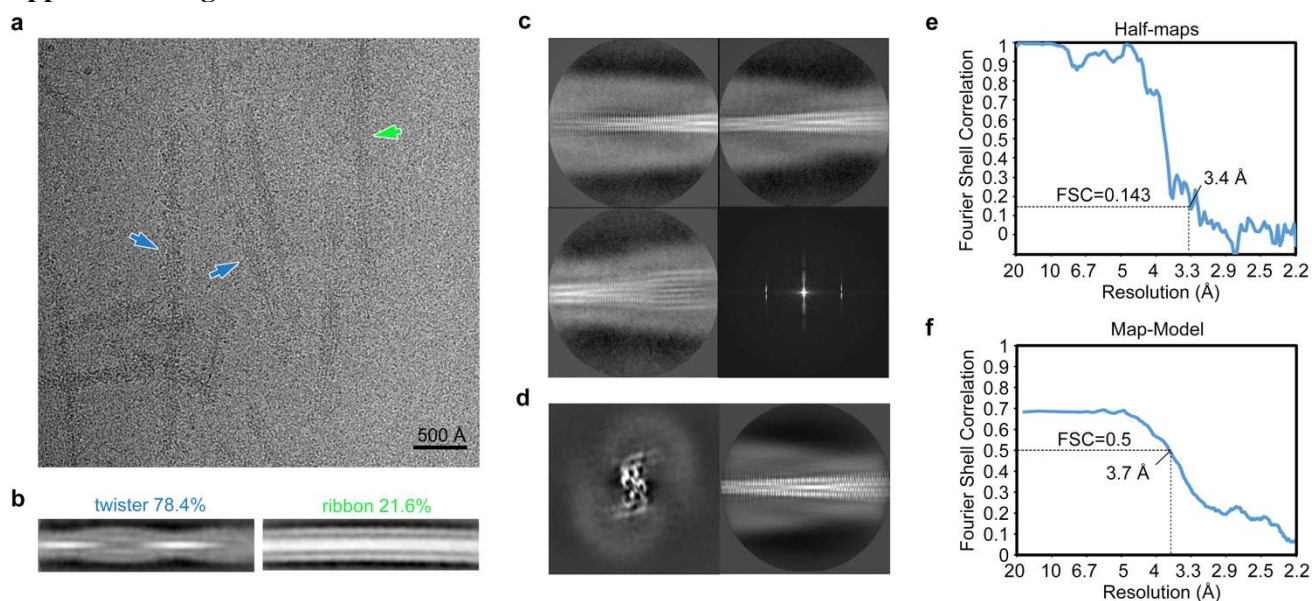 a
500 Å
b
twister 78.4%
ribbon 21.6%
c
d
e
Half-maps
Fourier Shell Correlation
1
0.9
0.8
0.7
0.6
0.5
0.4
0.3
0.2
0.1
0
FSC=0.143
3.4 Å
20 10 6.7 5 4 3.3 2.9 2.5 2.2
Resolution (Å)
f
Map-Model
Fourier Shell Correlation
1
0.9
0.8
0.7
0.6
0.5
0.4
0.3
0.2
0.1
0
FSC=0.5
3.7 Å
20 10 6.7 5 4 3.3 2.9 2.5 2.2
Resolution (Å)